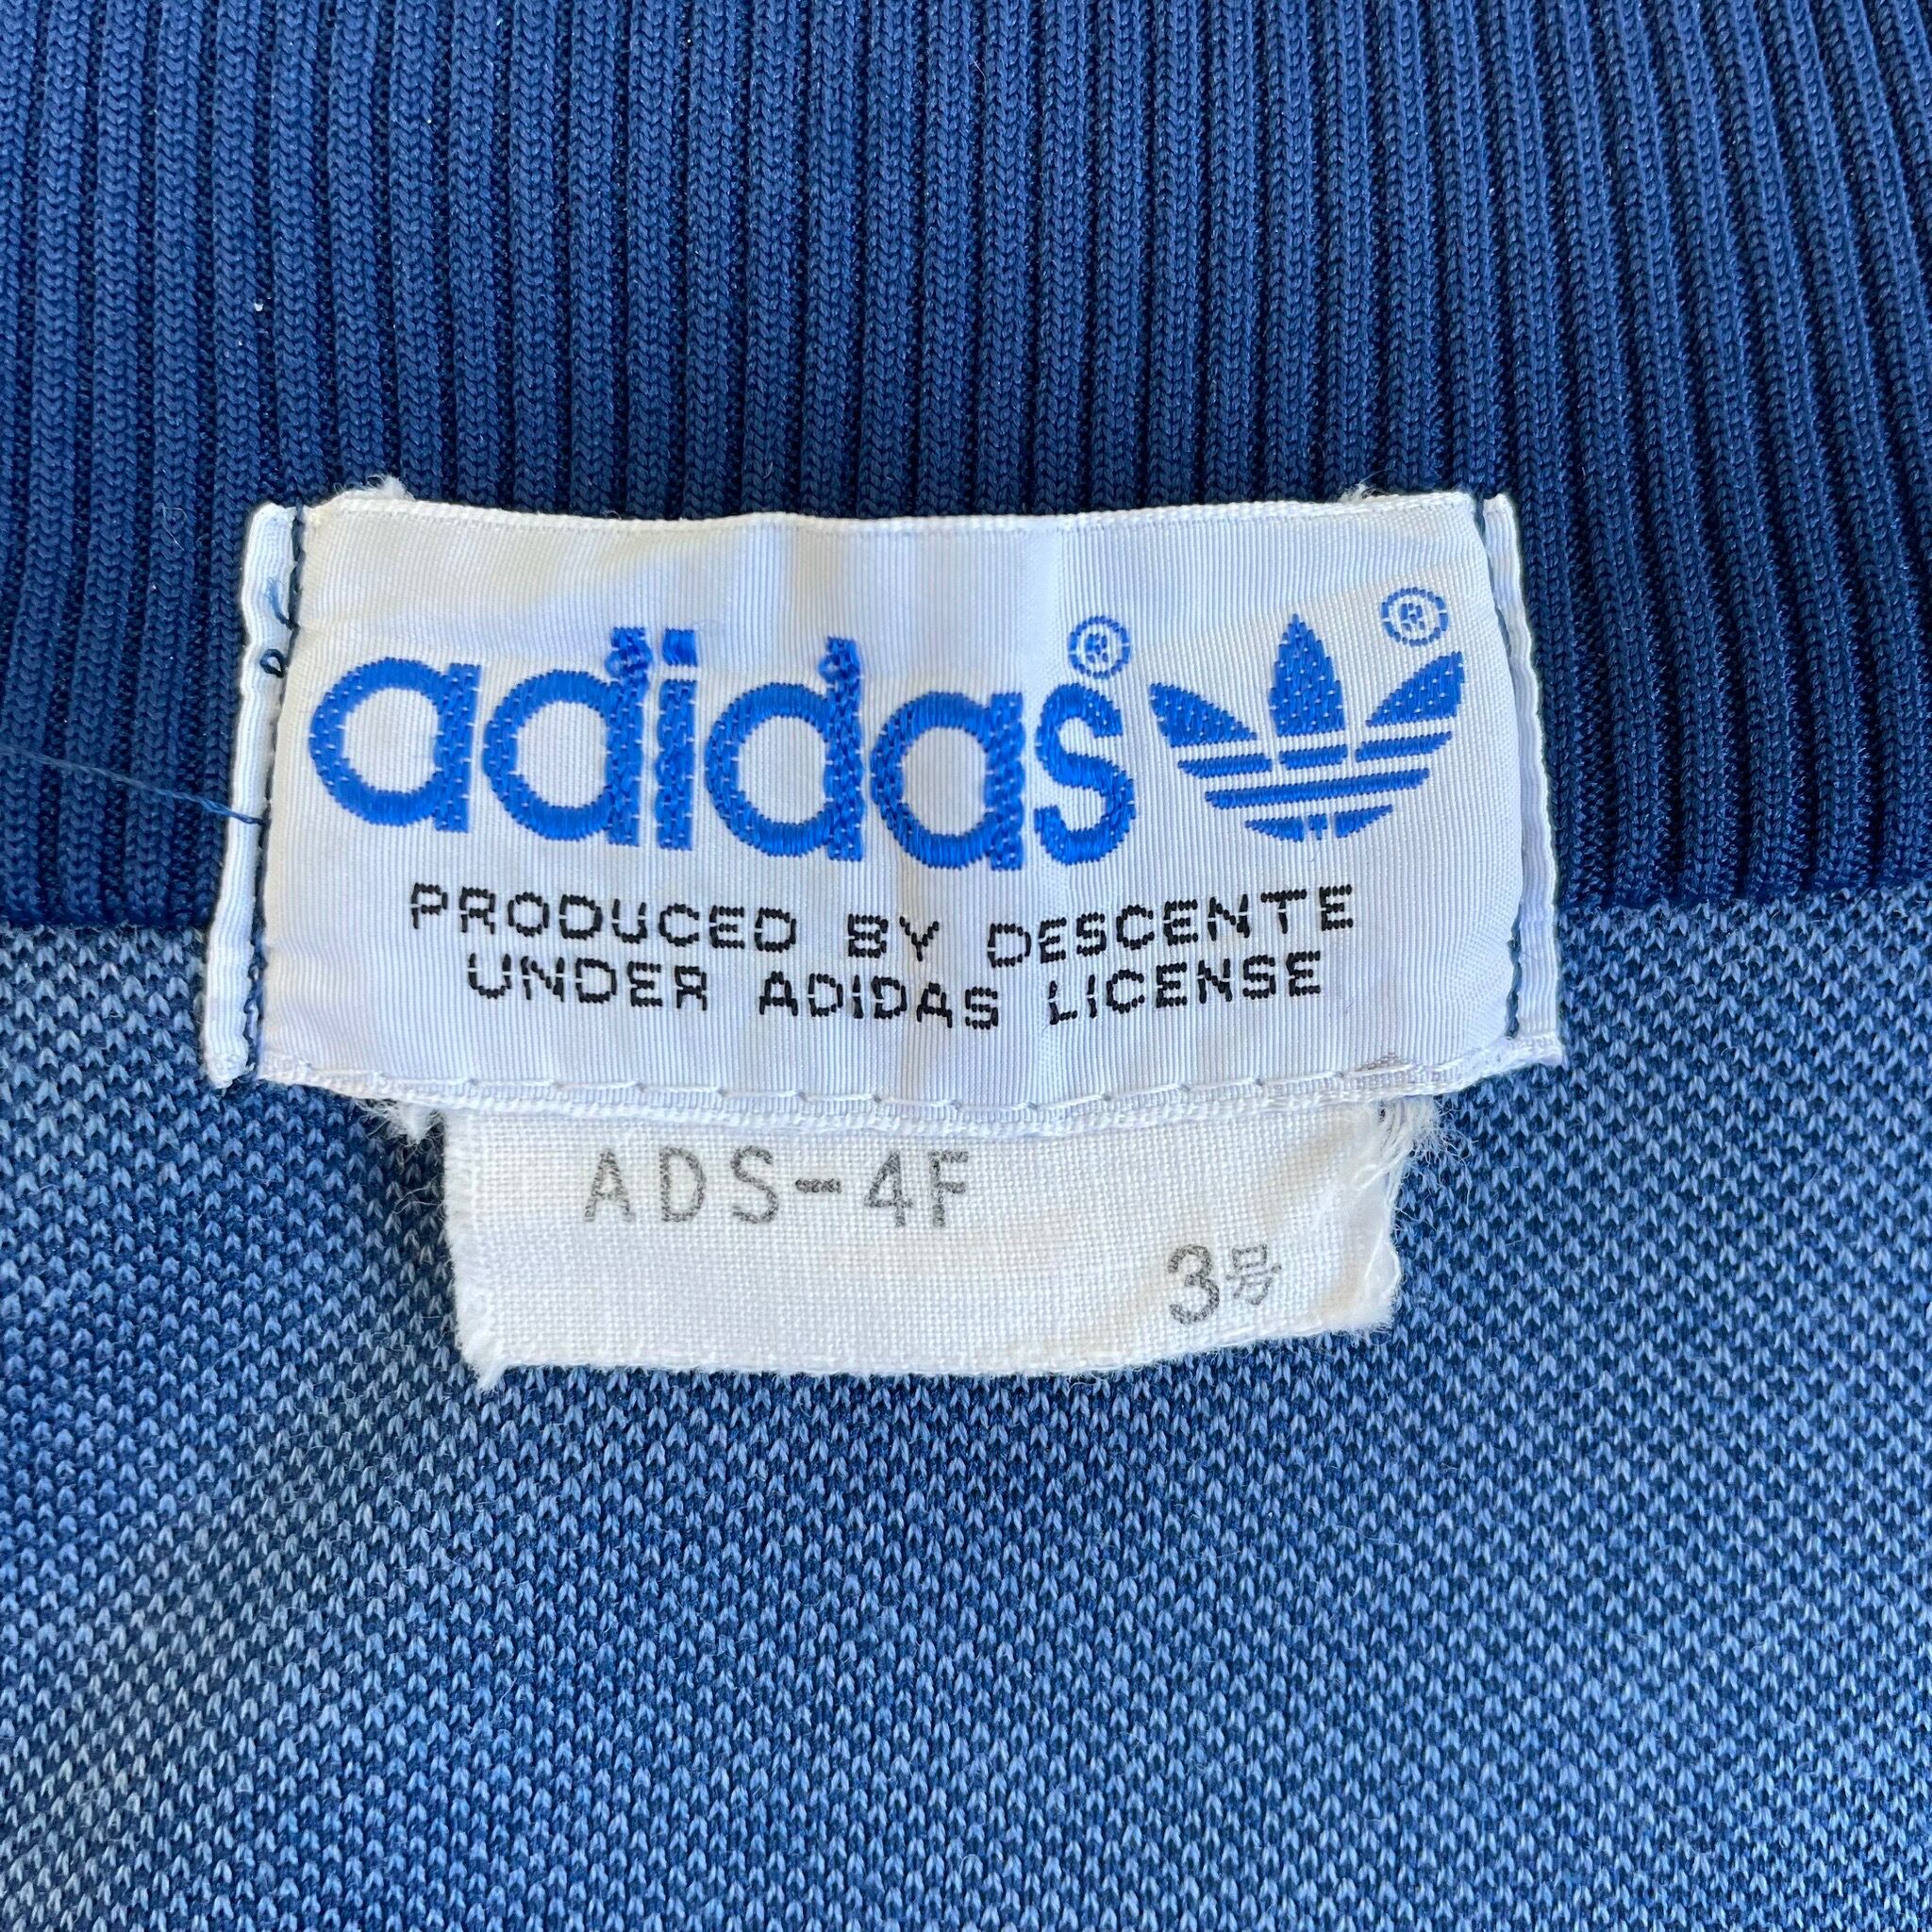 adidas®
®
PRODUCED BY DESCENTE
UNDER ADIDAS LICENSE
ADS-4F
3号